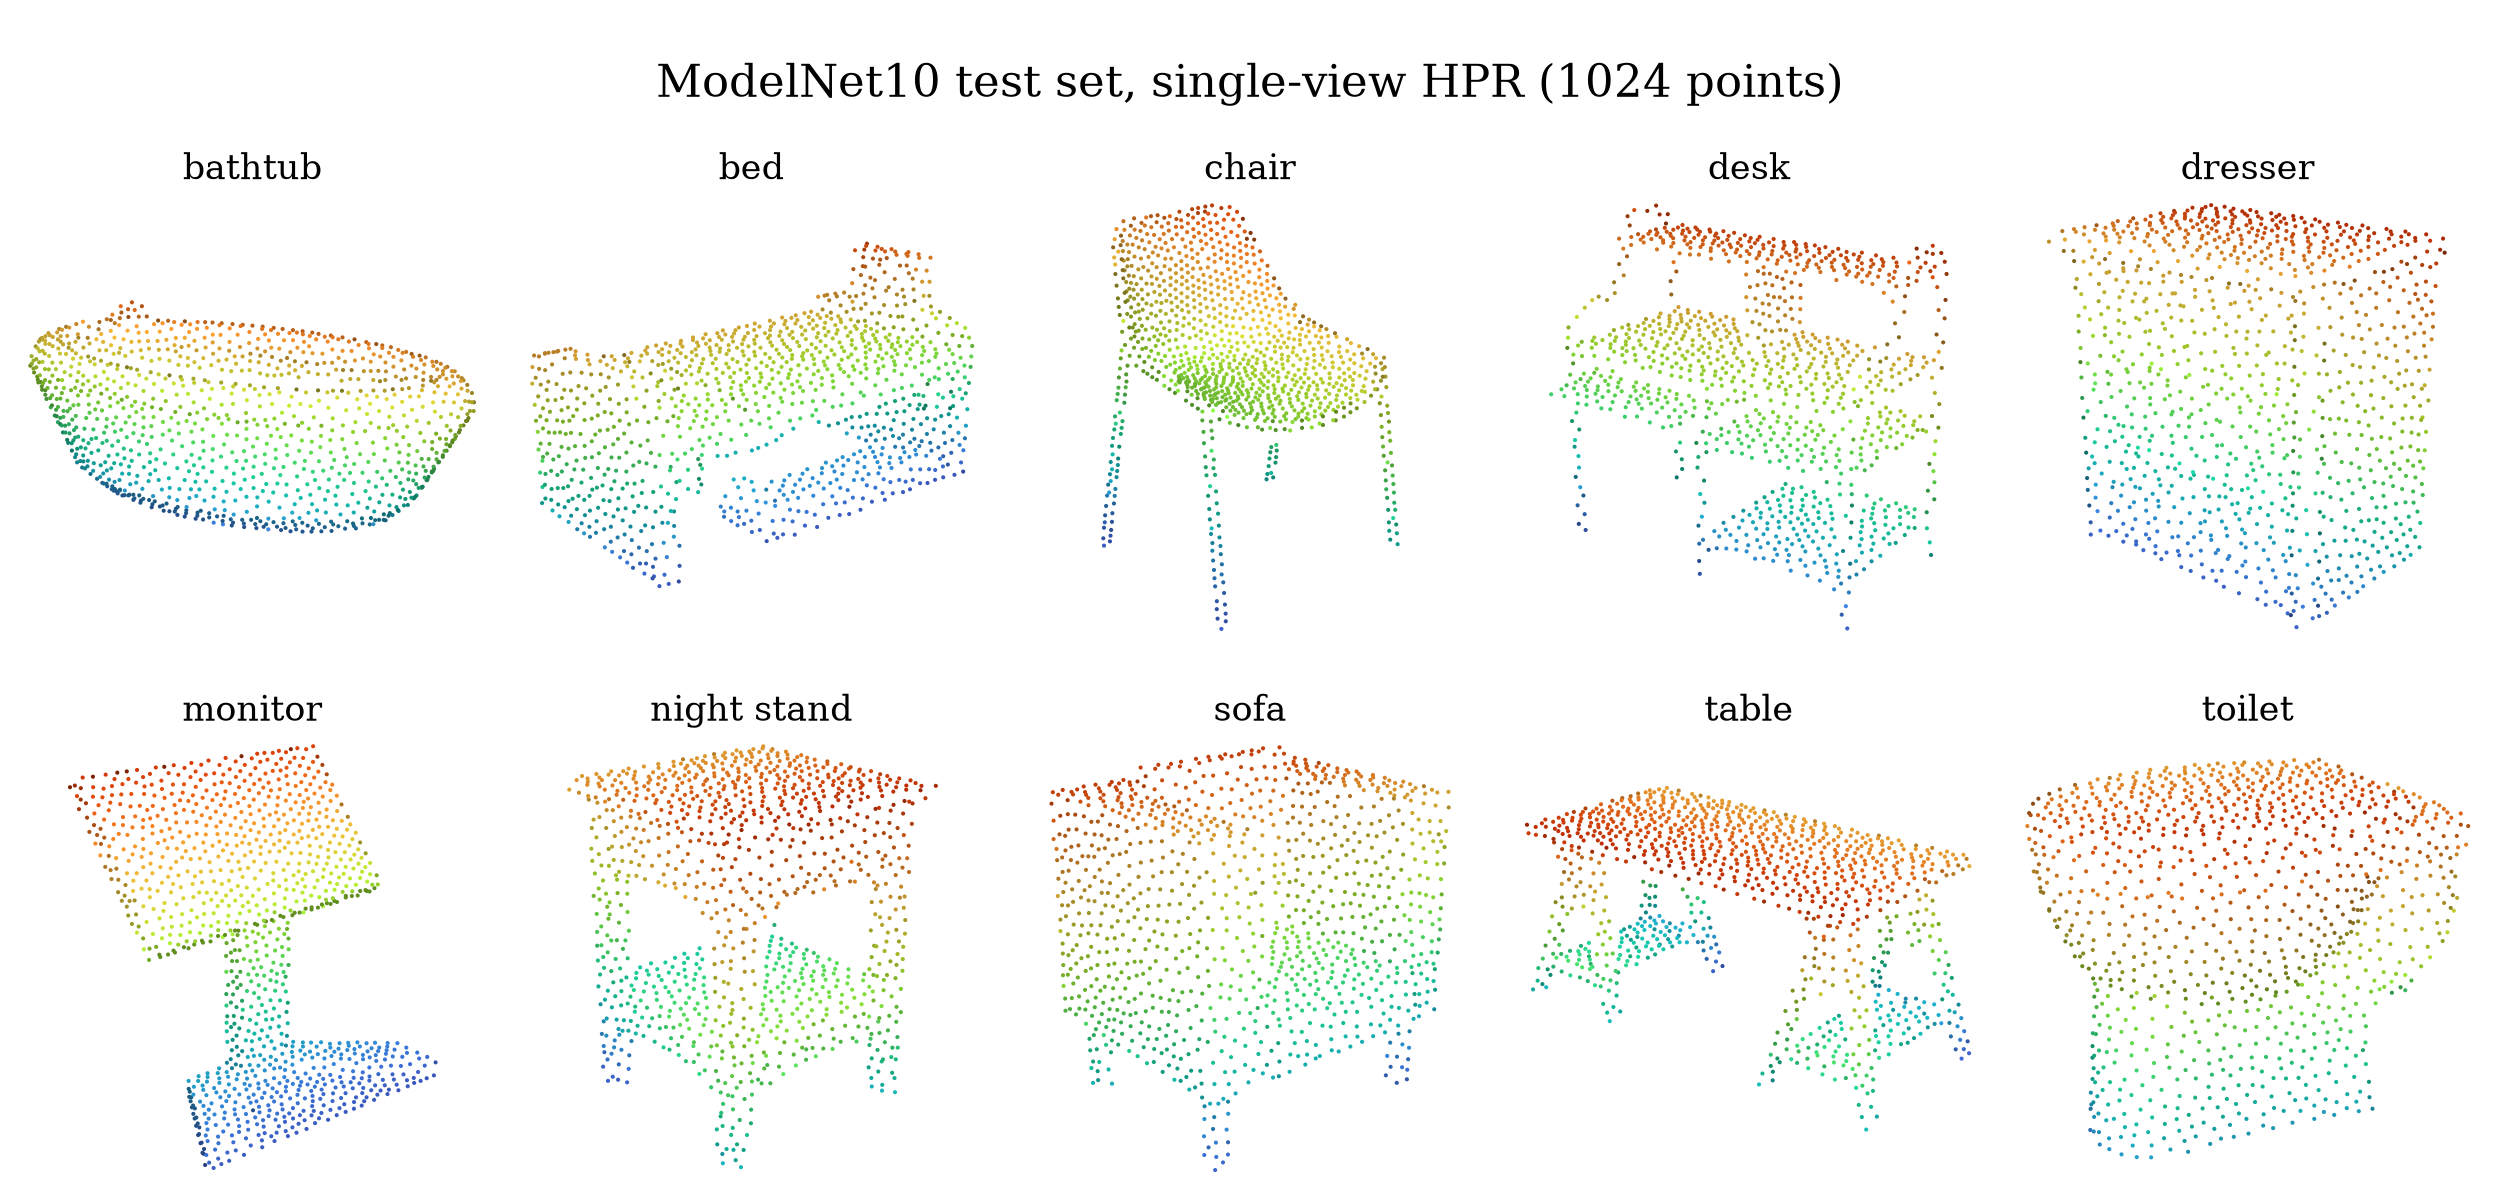 ModelNet10 test set, single-view HPR (1024 points)
bathtub
bed
chair
desk
dresser
monitor
night stand
sofa
table
toilet